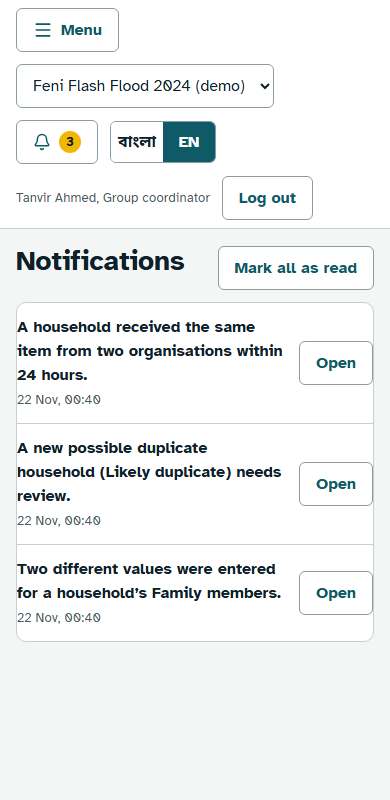 Menu
Feni Flash Flood 2024 (demo)
3
বাংলা EN
Tanvir Ahmed, Group coordinator
Log out
Notifications
Mark all as read
A household received the same
item from two organisations within
24 hours.
22 Nov, 00:40
Open
A new possible duplicate
household (Likely duplicate) needs
review.
22 Nov, 00:40
Open
Two different values were entered
for a household’s Family members.
22 Nov, 00:40
Open